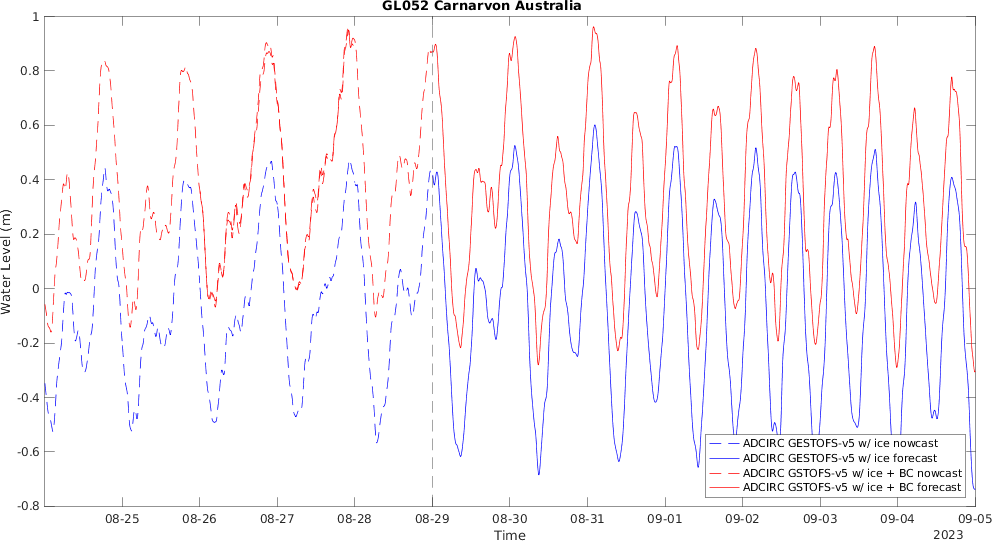 GL052 Carnarvon Australia
Water Level (m)
1
0.8
0.6
0.4
0.2
0
-0.2
-0.4
-0.6
-0.8
ADCIRC GESTOFS-v5 w/ ice nowcast
ADCIRC GESTOFS-v5 w/ ice forecast
ADCIRC GSTOFS-v5 w/ ice + BC nowcast
ADCIRC GSTOFS-v5 w/ ice + BC forecast
08-25 08-26 08-27 08-28 08-29 08-30 08-31 09-01 09-02 09-03 09-04 09-05
Time
2023